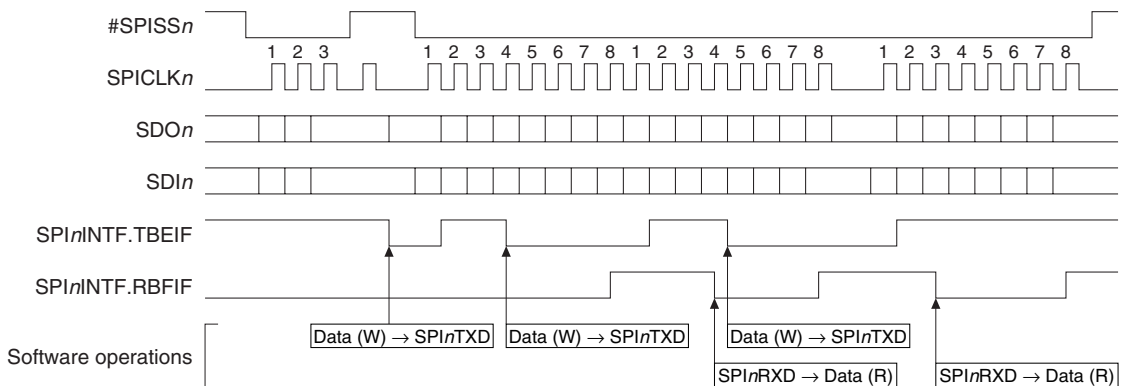 #SPISSn
1 2 3 1 2 3 4 5 6 7 8 1 2 3 4 5 6 7 8 1 2 3 4 5 6 7 8
SPICLKn
SDOn
SDIn
SPInINTF.TBEIF
SPInINTF.RBFIF
Data (W) → SPInTXD Data (W) → SPInTXD Data (W) → SPInTXD
Software operations
SPInRXD → Data (R) SPInRXD → Data (R)